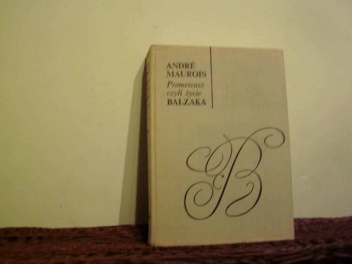 ANDRÉ
MAUROIS
Prometeusz
czyli życie
BALZAKA
B